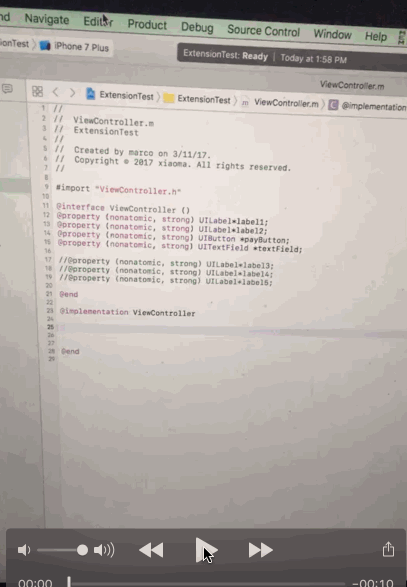 nd Navigate Editor Product Debug Source Control Window Help
ionTest 〉 iPhone 7 Plus
ExtensionTest: Ready | Today at 1:58 PM
ViewController.m
ExtensionTest 〉 ExtensionTest 〉 m ViewController.m 〉 C @implementation
1 //
2 // ViewController.m
3 // ExtensionTest
4 //
5 // Created by marco on 3/11/17.
6 // Copyright © 2017 xiaoma. All rights reserved.
7 //
8
9 #import "ViewController.h"
10
11 @interface ViewController ()
12 @property (nonatomic, strong) UILabel*label1;
13 @property (nonatomic, strong) UILabel*label2;
14 @property (nonatomic, strong) UIButton *payButton;
15 @property (nonatomic, strong) UITextField *textField;
16
17 //@property (nonatomic, strong) UILabel*label3;
18 //@property (nonatomic, strong) UILabel*label4;
19 //@property (nonatomic, strong) UILabel*label5;
20
21 @end
22
23 @implementation ViewController
24
25
26
27
28 @end
29
00:00 -00:10